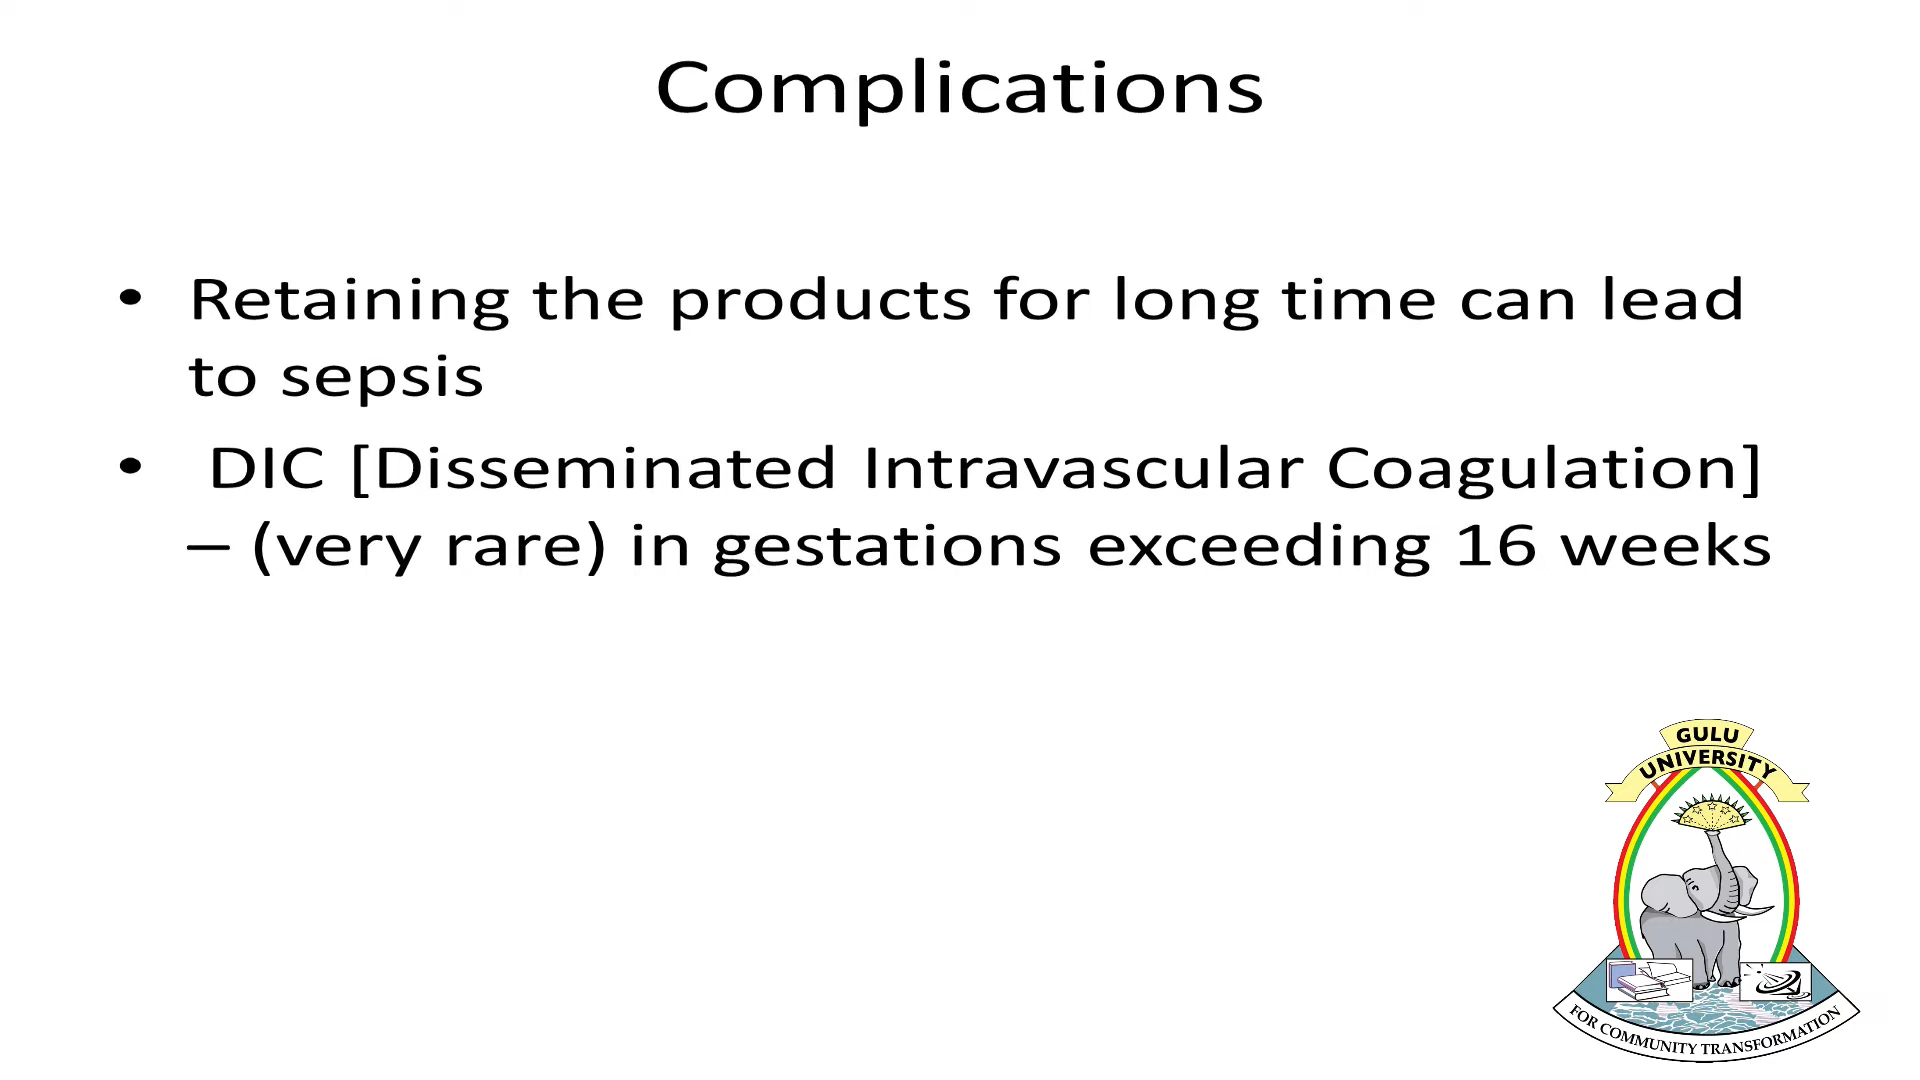 Complications
• Retaining the products for long time can lead
to sepsis
• DIC [Disseminated Intravascular Coagulation]
– (very rare) in gestations exceeding 16 weeks
GULU
UNIVERSITY
FOR COMMUNITY TRANSFORMATION